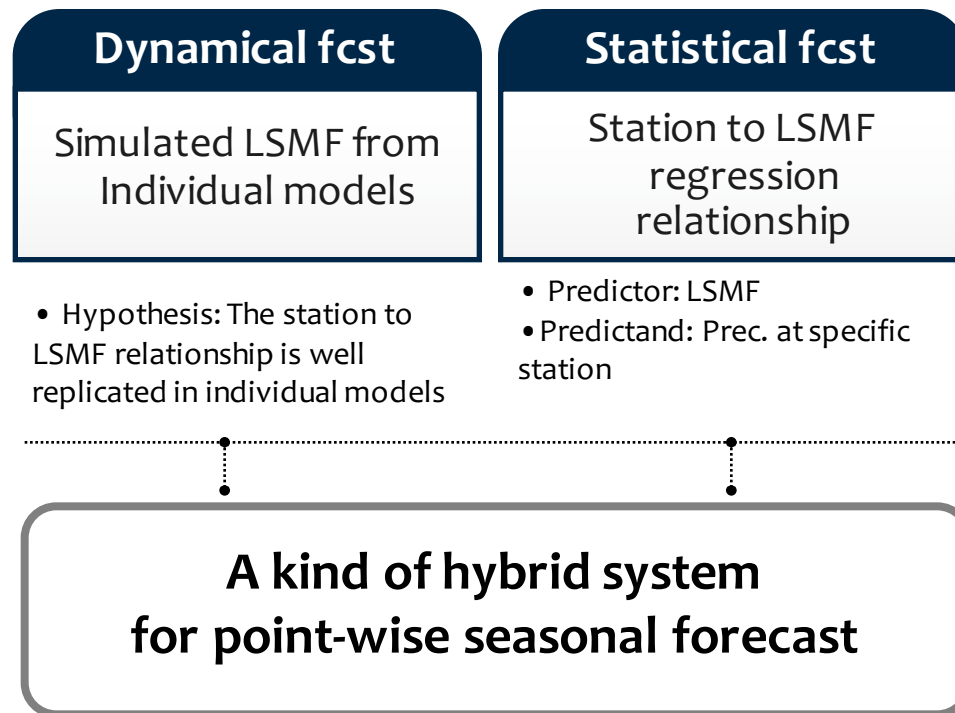 Dynamical fcst
Simulated LSMF from
Individual models
• Hypothesis: The station to
LSMF relationship is well
replicated in individual models
Statistical fcst
Station to LSMF
regression
relationship
• Predictor: LSMF
•Predictand: Prec. at specific
station
A kind of hybrid system
for point-wise seasonal forecast